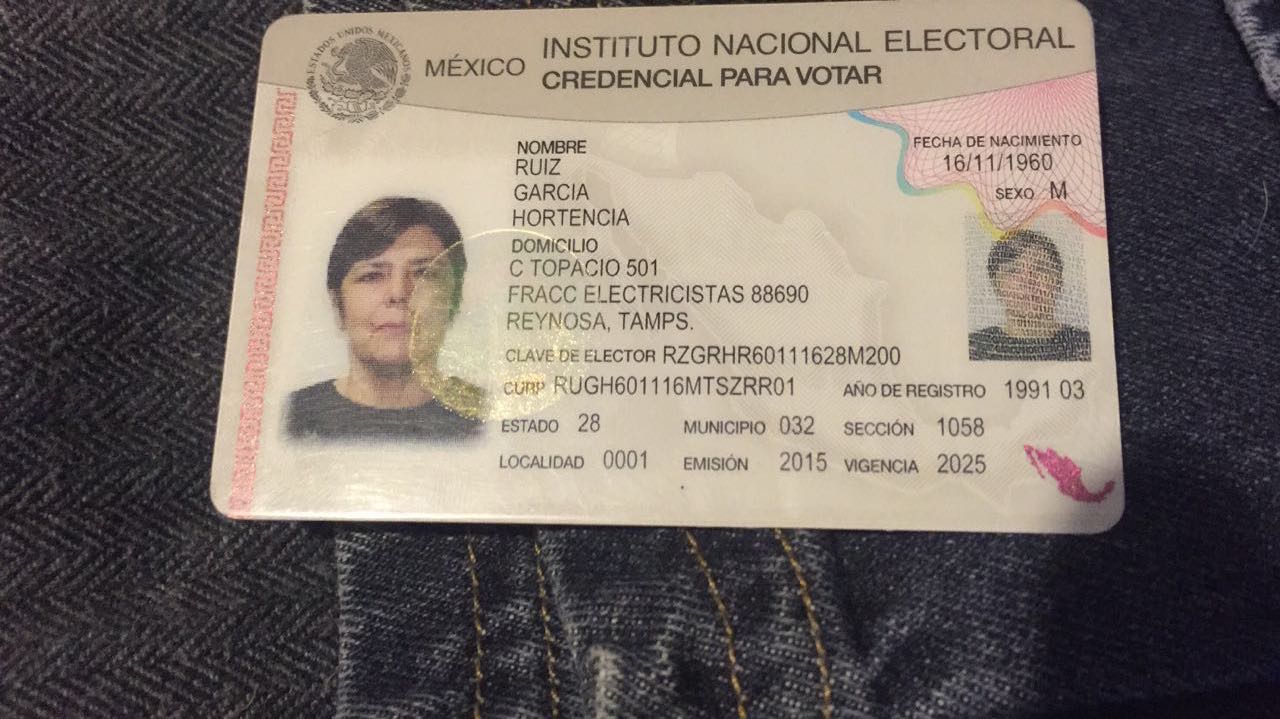 ESTADOS UNIDOS MEXICANOS
MÉXICO
INSTITUTO NACIONAL ELECTORAL
CREDENCIAL PARA VOTAR
FECHA DE NACIMIENTO
16/11/1960
SEXO M
NOMBRE
RUIZ
GARCIA
HORTENCIA
DOMICILIO
C TOPACIO 501
FRACC ELECTRICISTAS 88690
REYNOSA, TAMPS.
CLAVE DE ELECTOR RZGRHR60111628M200
CURP RUGH601116MTSZRR01 AÑO DE REGISTRO 1991 03
ESTADO 28 MUNICIPIO 032 SECCIÓN 1058
LOCALIDAD 0001 EMISIÓN 2015 VIGENCIA 2025